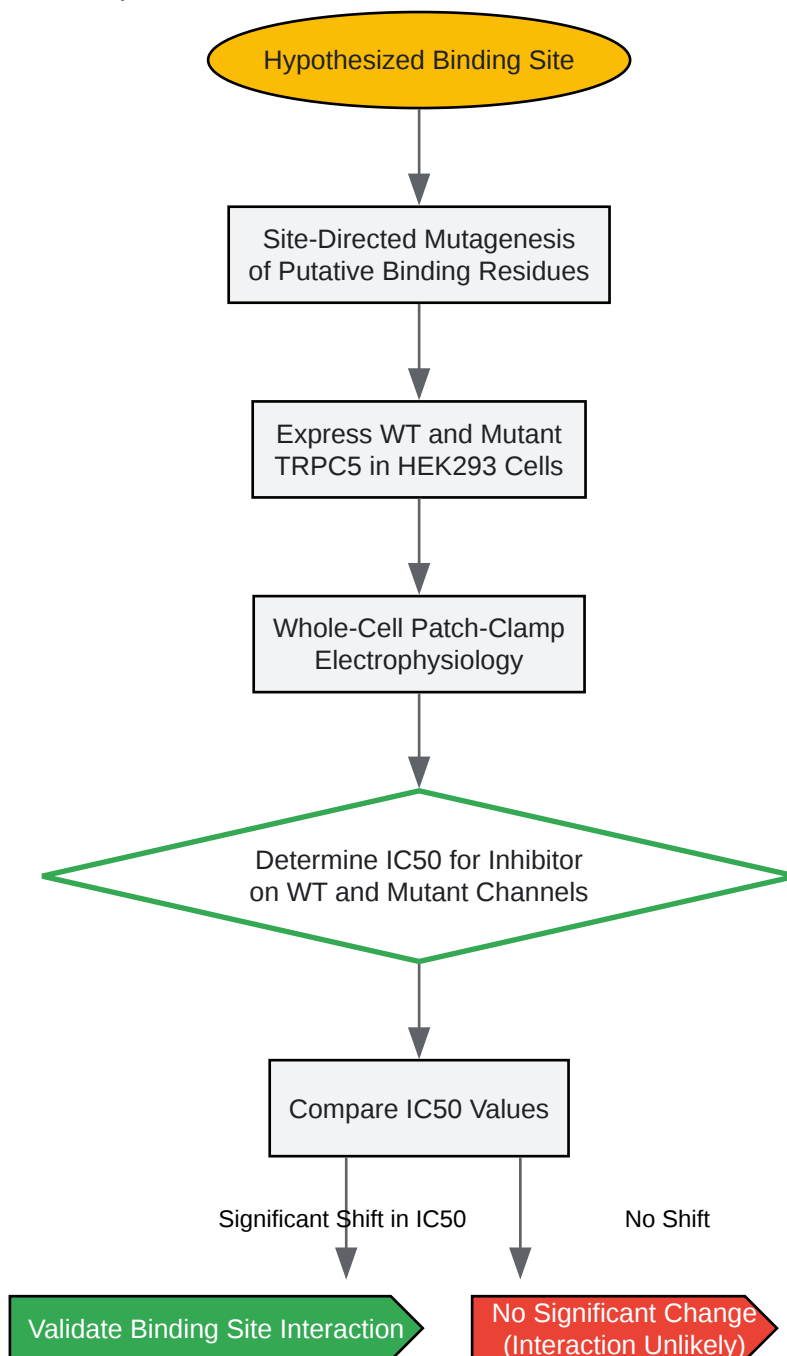 Hypothesized Binding Site
Site-Directed Mutagenesis
of Putative Binding Residues
Express WT and Mutant
TRPC5 in HEK293 Cells
Whole-Cell Patch-Clamp
Electrophysiology
Determine IC50 for Inhibitor
on WT and Mutant Channels
Compare IC50 Values
Significant Shift in IC50
No Shift
Validate Binding Site Interaction
No Significant Change
(Interaction Unlikely)